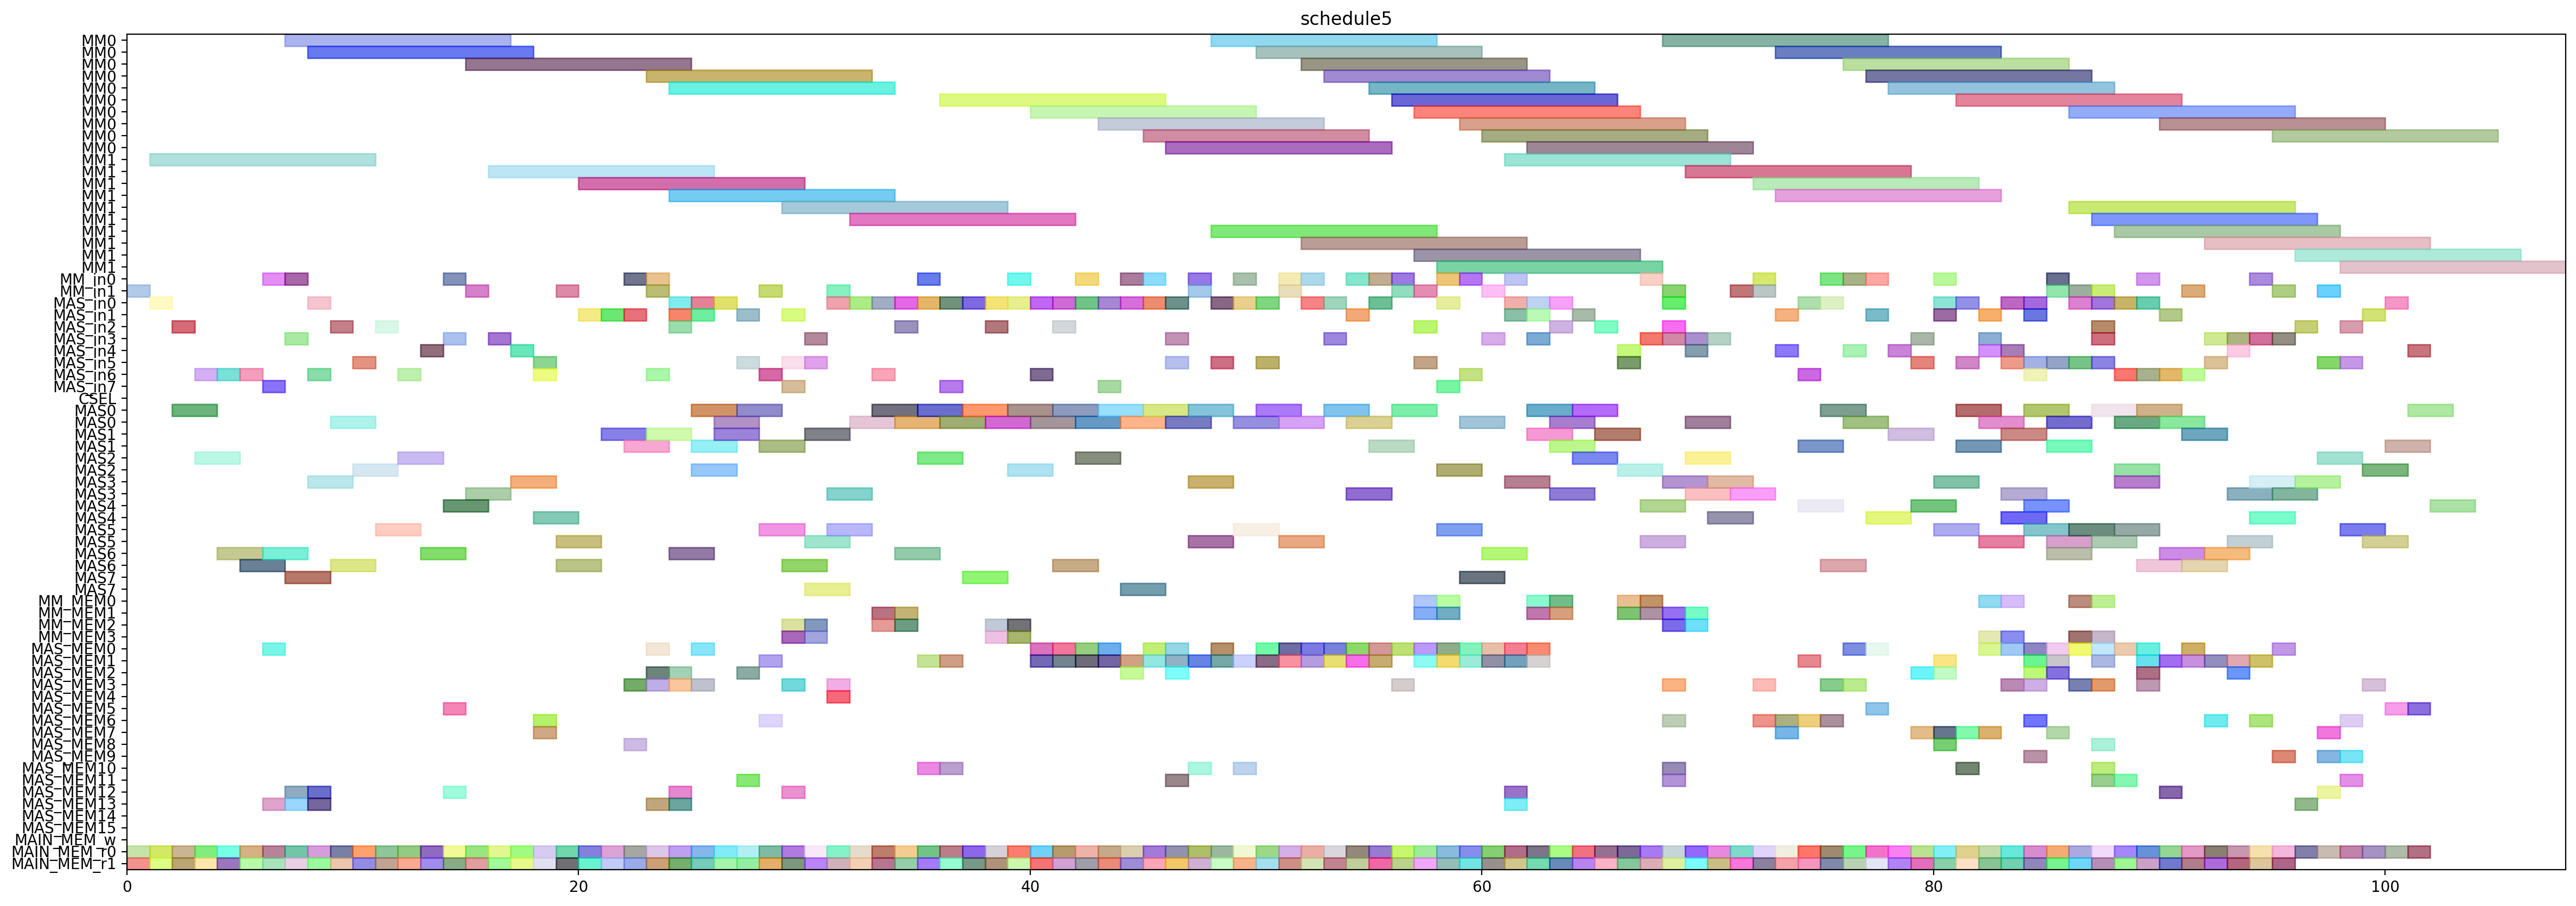 schedule5
MM0
MM0
MM0
MM0
MM0
MM0
MM0
MM0
MM0
MM0
MM1
MM1
MM1
MM1
MM1
MM1
MM1
MM1
MM1
MM1
MM_in0
MM_in1
MAS_in0
MAS_in1
MAS_in2
MAS_in3
MAS_in4
MAS_in5
MAS_in6
MAS_in7
CSEL
MAS0
MAS0
MAS1
MAS1
MAS2
MAS2
MAS3
MAS3
MAS4
MAS4
MAS5
MAS5
MAS6
MAS6
MAS7
MAS7
MM_MEM0
MM_MEM1
MM_MEM2
MM_MEM3
MAS_MEM0
MAS_MEM1
MAS_MEM2
MAS_MEM3
MAS_MEM4
MAS_MEM5
MAS_MEM6
MAS_MEM7
MAS_MEM8
MAS_MEM9
MAS_MEM10
MAS_MEM11
MAS_MEM12
MAS_MEM13
MAS_MEM14
MAS_MEM15
MAIN_MEM_w
MAIN_MEM_r0
MAIN_MEM_r1
0 20 40 60 80 100